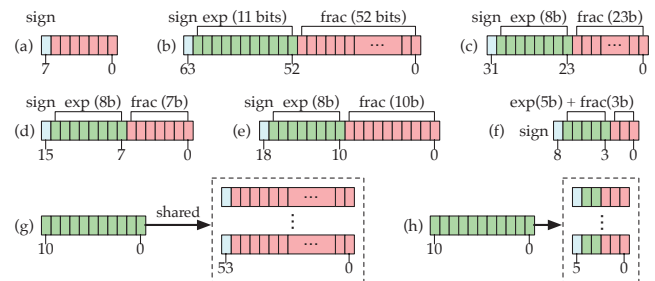 sign
(a)
7 0
sign exp (11 bits) frac (52 bits)
(b)
...
63 52 0
sign exp (8b) frac (23b)
(c)
...
31 23 0
sign exp (8b) frac (7b)
(d)
15 7 0
sign exp (8b) frac (10b)
(e)
18 10 0
exp(5b) + frac(3b)
(f) sign
8 3 0
(g)
10 0
shared
...
⋮
...
53 0
(h)
10 0
⋮
5 0